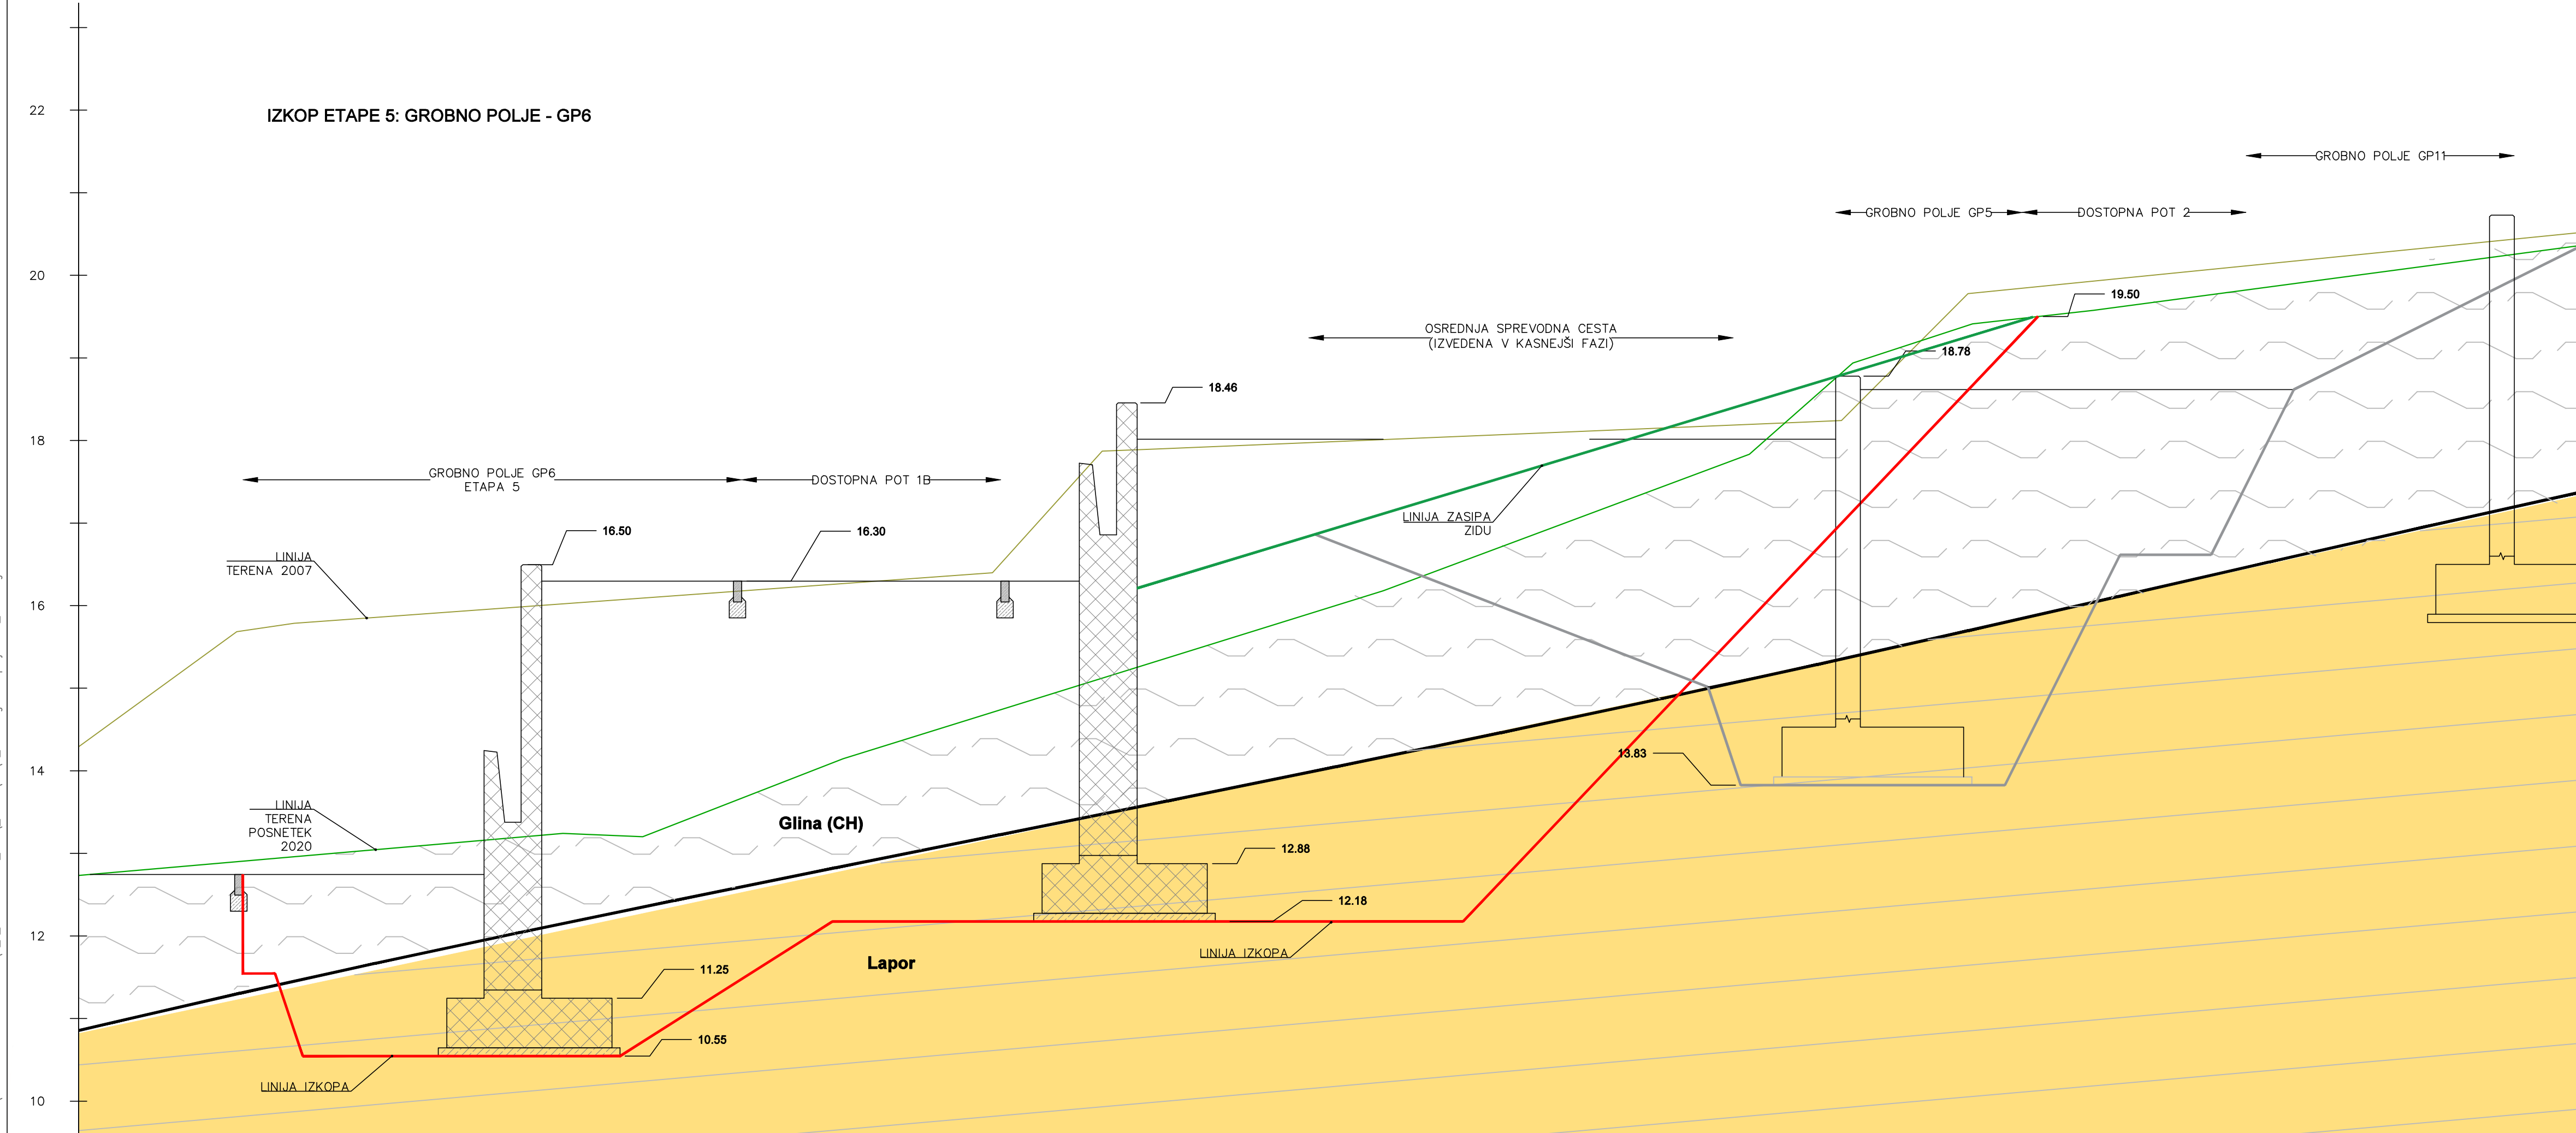 22
IZKOP ETAPE 5: GROBNO POLJE - GP6
GROBNO POLJE GP11
GROBNO POLJE GP5
DOSTOPNA POT 2
20
19.50
OSREDNJA SPREVODNA CESTA
(IZVEDENA V KASNEJŠI FAZI)
18.78
18.46
18
GROBNO POLJE GP6
ETAPA 5
DOSTOPNA POT 1B
LINIJA ZASIPA
ZIDU
16.50
16.30
LINIJA
TERENA 2007
16
14
13.83
LINIJA
TERENA
POSNETEK
2020
Glina (CH)
12.88
12.18
12
LINIJA IZKOPA
Lapor
11.25
10.55
LINIJA IZKOPA
10